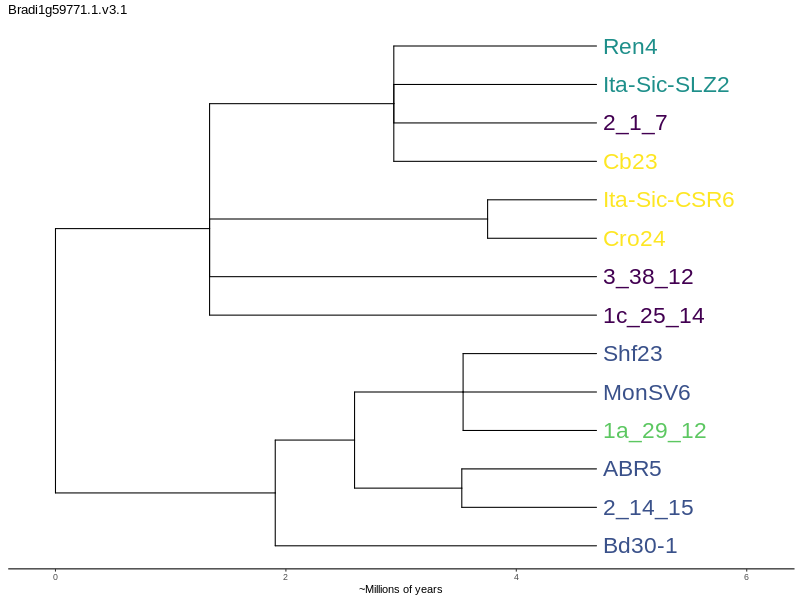 Bradi1g59771.1.v3.1
Ren4
Ita-Sic-SLZ2
2_1_7
Cb23
Ita-Sic-CSR6
Cro24
3_38_12
1c_25_14
Shf23
MonSV6
1a_29_12
ABR5
2_14_15
Bd30-1
0 2 4 6
~Millions of years